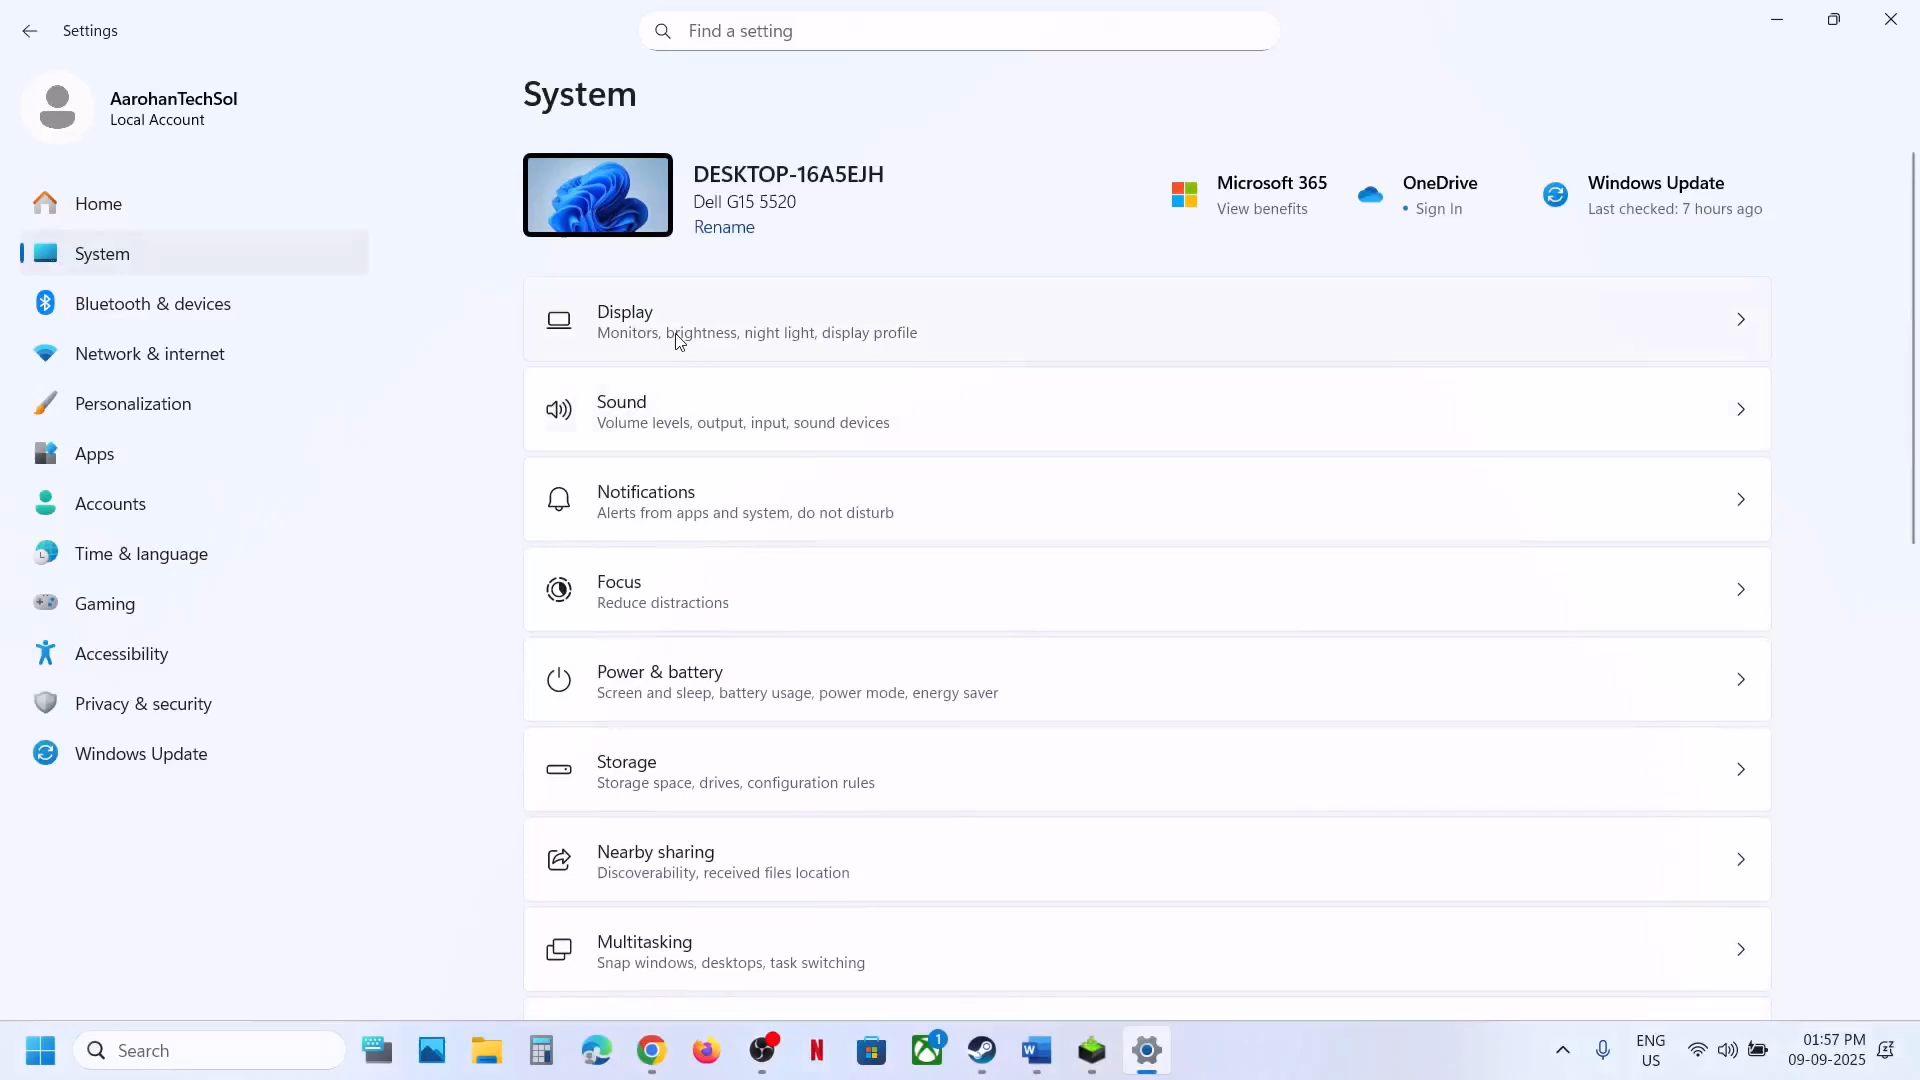 Settings
Find a setting
AarohanTechSol
Local Account
Home
System
Bluetooth & devices
Network & internet
Personalization
Apps
Accounts
Time & language
Gaming
Accessibility
Privacy & security
Windows Update
System
DESKTOP-16A5EJH
Dell G15 5520
Rename
Microsoft 365
View benefits
OneDrive
• Sign In
Windows Update
Last checked: 7 hours ago
Display
Monitors, brightness, night light, display profile
Sound
Volume levels, output, input, sound devices
Notifications
Alerts from apps and system, do not disturb
Focus
Reduce distractions
Power & battery
Screen and sleep, battery usage, power mode, energy saver
Storage
Storage space, drives, configuration rules
Nearby sharing
Discoverability, received files location
Multitasking
Snap windows, desktops, task switching
Search
N
1
W
ENG
US
01:57 PM
09-09-2025